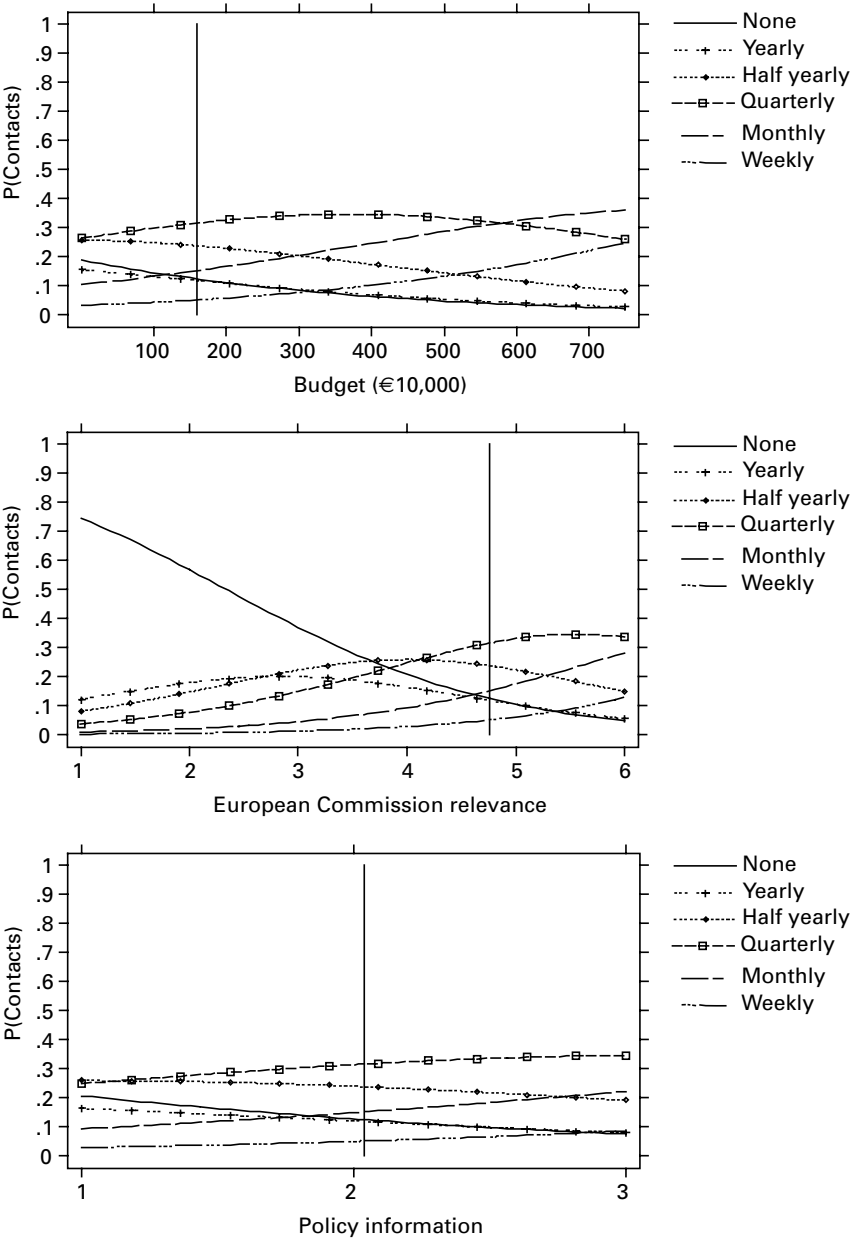 1
.9
.8
.7
.6
.5
.4
.3
.2
.1
0
P(Contacts)
100 200 300 400 500 600 700
Budget (€10,000)
None
Yearly
Half yearly
Quarterly
Monthly
Weekly
1
.9
.8
.7
.6
.5
.4
.3
.2
.1
0
P(Contacts)
1 2 3 4 5 6
European Commission relevance
None
Yearly
Half yearly
Quarterly
Monthly
Weekly
1
.9
.8
.7
.6
.5
.4
.3
.2
.1
0
P(Contacts)
1 2 3
Policy information
None
Yearly
Half yearly
Quarterly
Monthly
Weekly